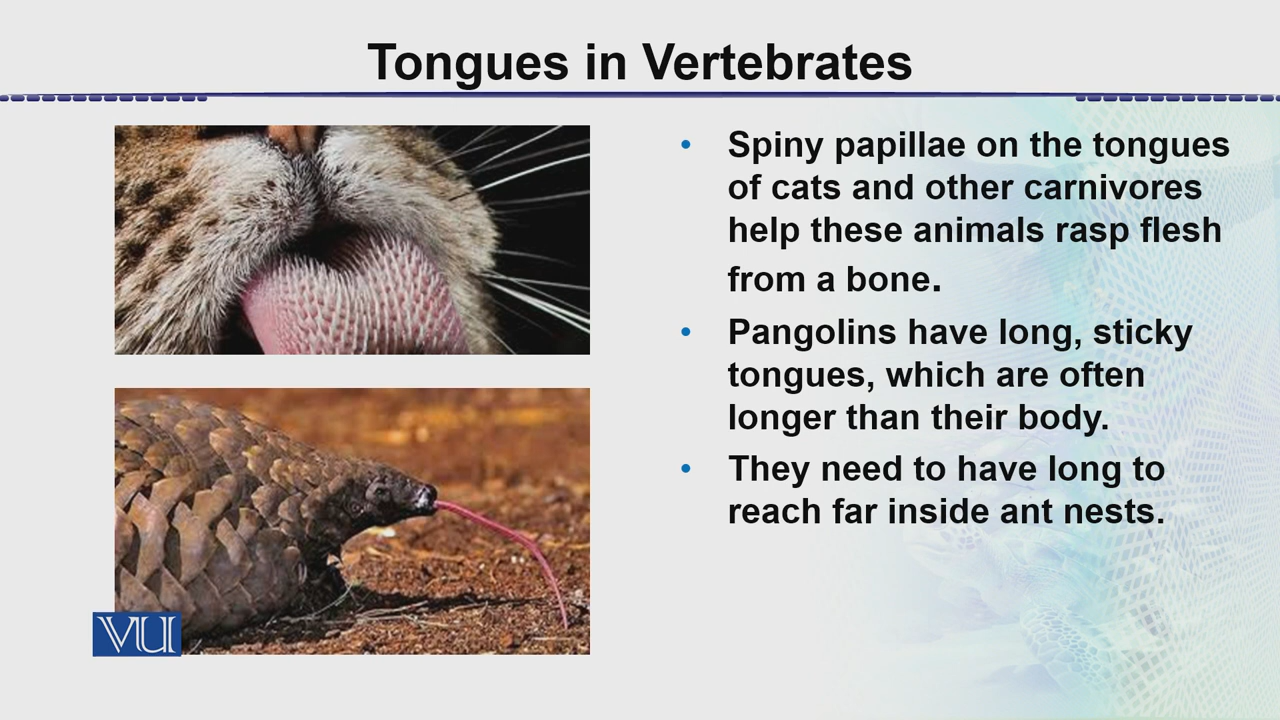 Tongues in Vertebrates
• Spiny papillae on the tongues
of cats and other carnivores
help these animals rasp flesh
from a bone.
• Pangolins have long, sticky
tongues, which are often
longer than their body.
• They need to have long to
reach far inside ant nests.
VU